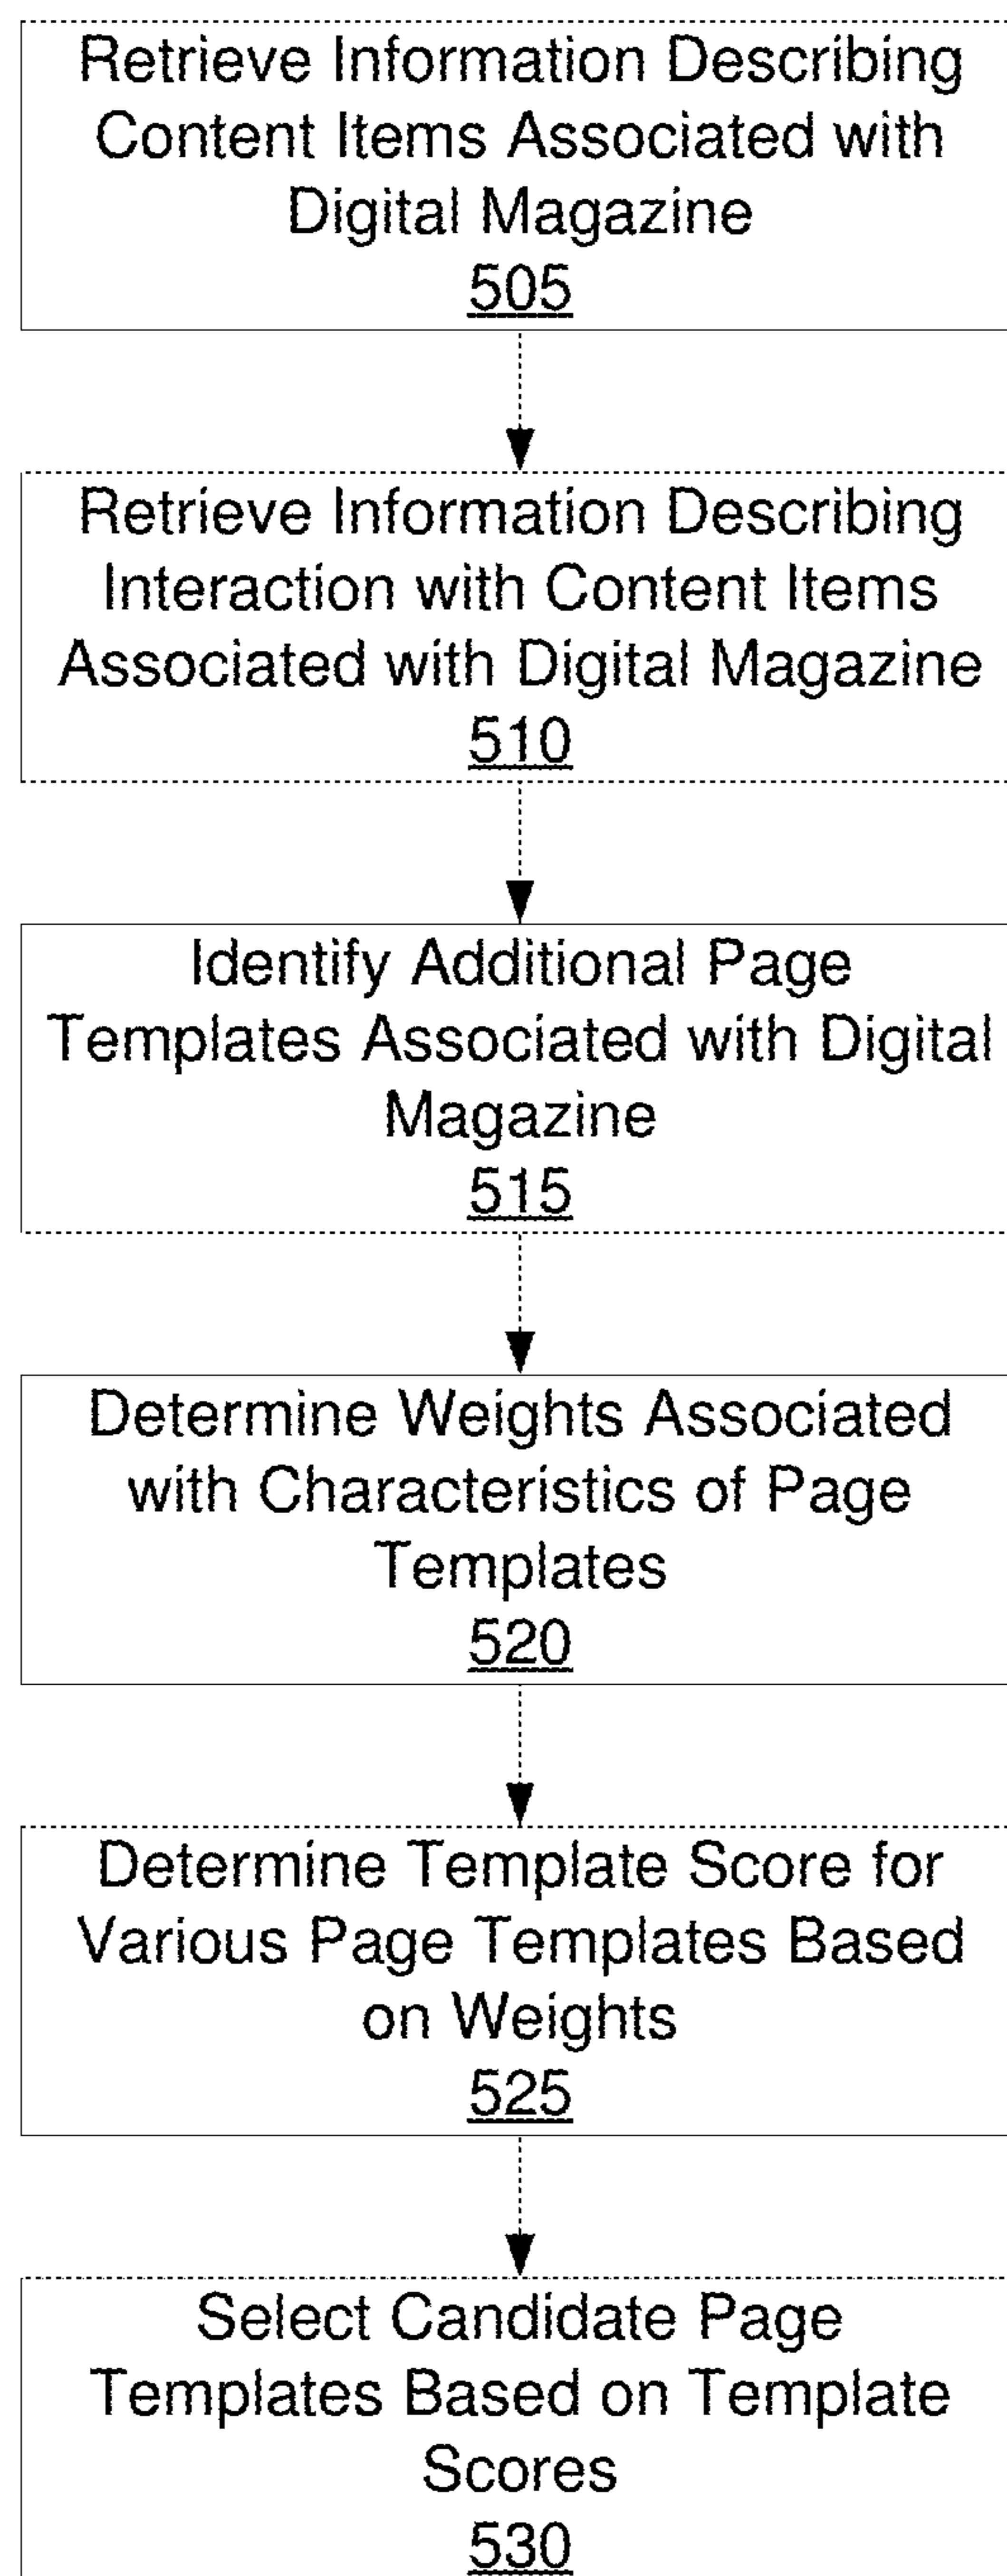 Retrieve Information Describing
Content Items Associated with
Digital Magazine
505
Retrieve Information Describing
Interaction with Content Items
Associated with Digital Magazine
510
Identify Additional Page
Templates Associated with Digital
Magazine
515
Determine Weights Associated
with Characteristics of Page
Templates
520
Determine Template Score for
Various Page Templates Based
on Weights
525
Select Candidate Page
Templates Based on Template
Scores
530